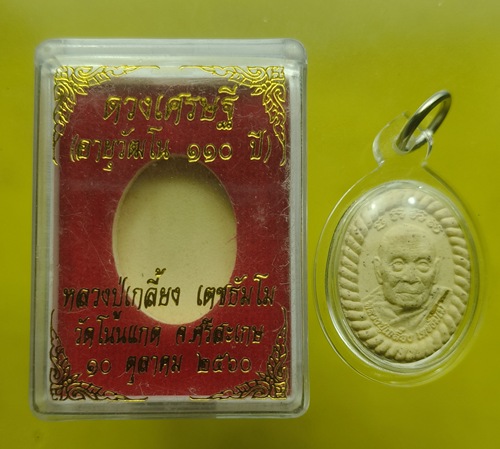 ดวงเศรษฐี
(อายุวัฒโน ๑๑๐ ปี)
หลวงปู่เกลี้ยง เตชธัมโม
วัดโนนแกด จ.ศรีสะเกษ
๑๐ ตุลาคม ๒๕๖๐